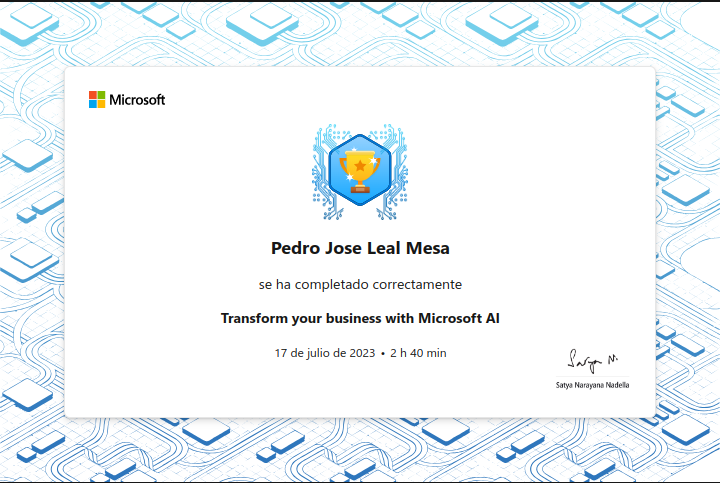 Microsoft
Pedro Jose Leal Mesa
se ha completado correctamente
Transform your business with Microsoft AI
17 de julio de 2023 • 2 h 40 min
Satya N.
Satya Narayana Nadella